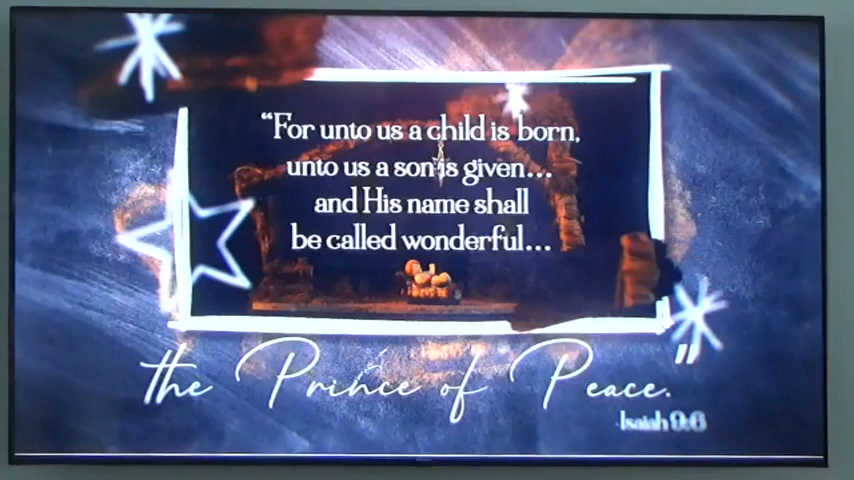 “For unto us a child is born,
unto us a son is given...
and His name shall
be called wonderful...
the Prince of Peace.”
-Isaiah 9:6